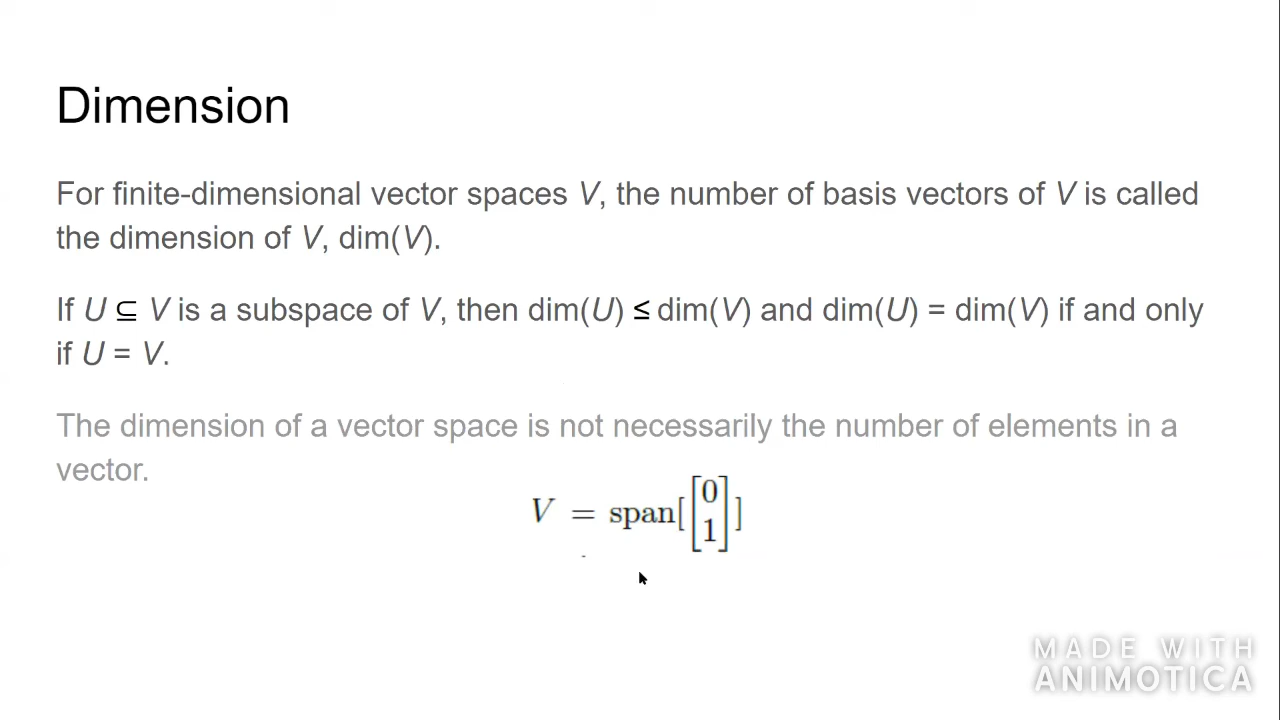 Dimension
For finite-dimensional vector spaces V, the number of basis vectors of V is called
the dimension of V, dim(V).
If U ⊆ V is a subspace of V, then dim(U) ≤ dim(V) and dim(U) = dim(V) if and only
if U = V.
The dimension of a vector space is not necessarily the number of elements in a
vector.
V = span[[0 1]]
MADE WITH
ANIMOTICA